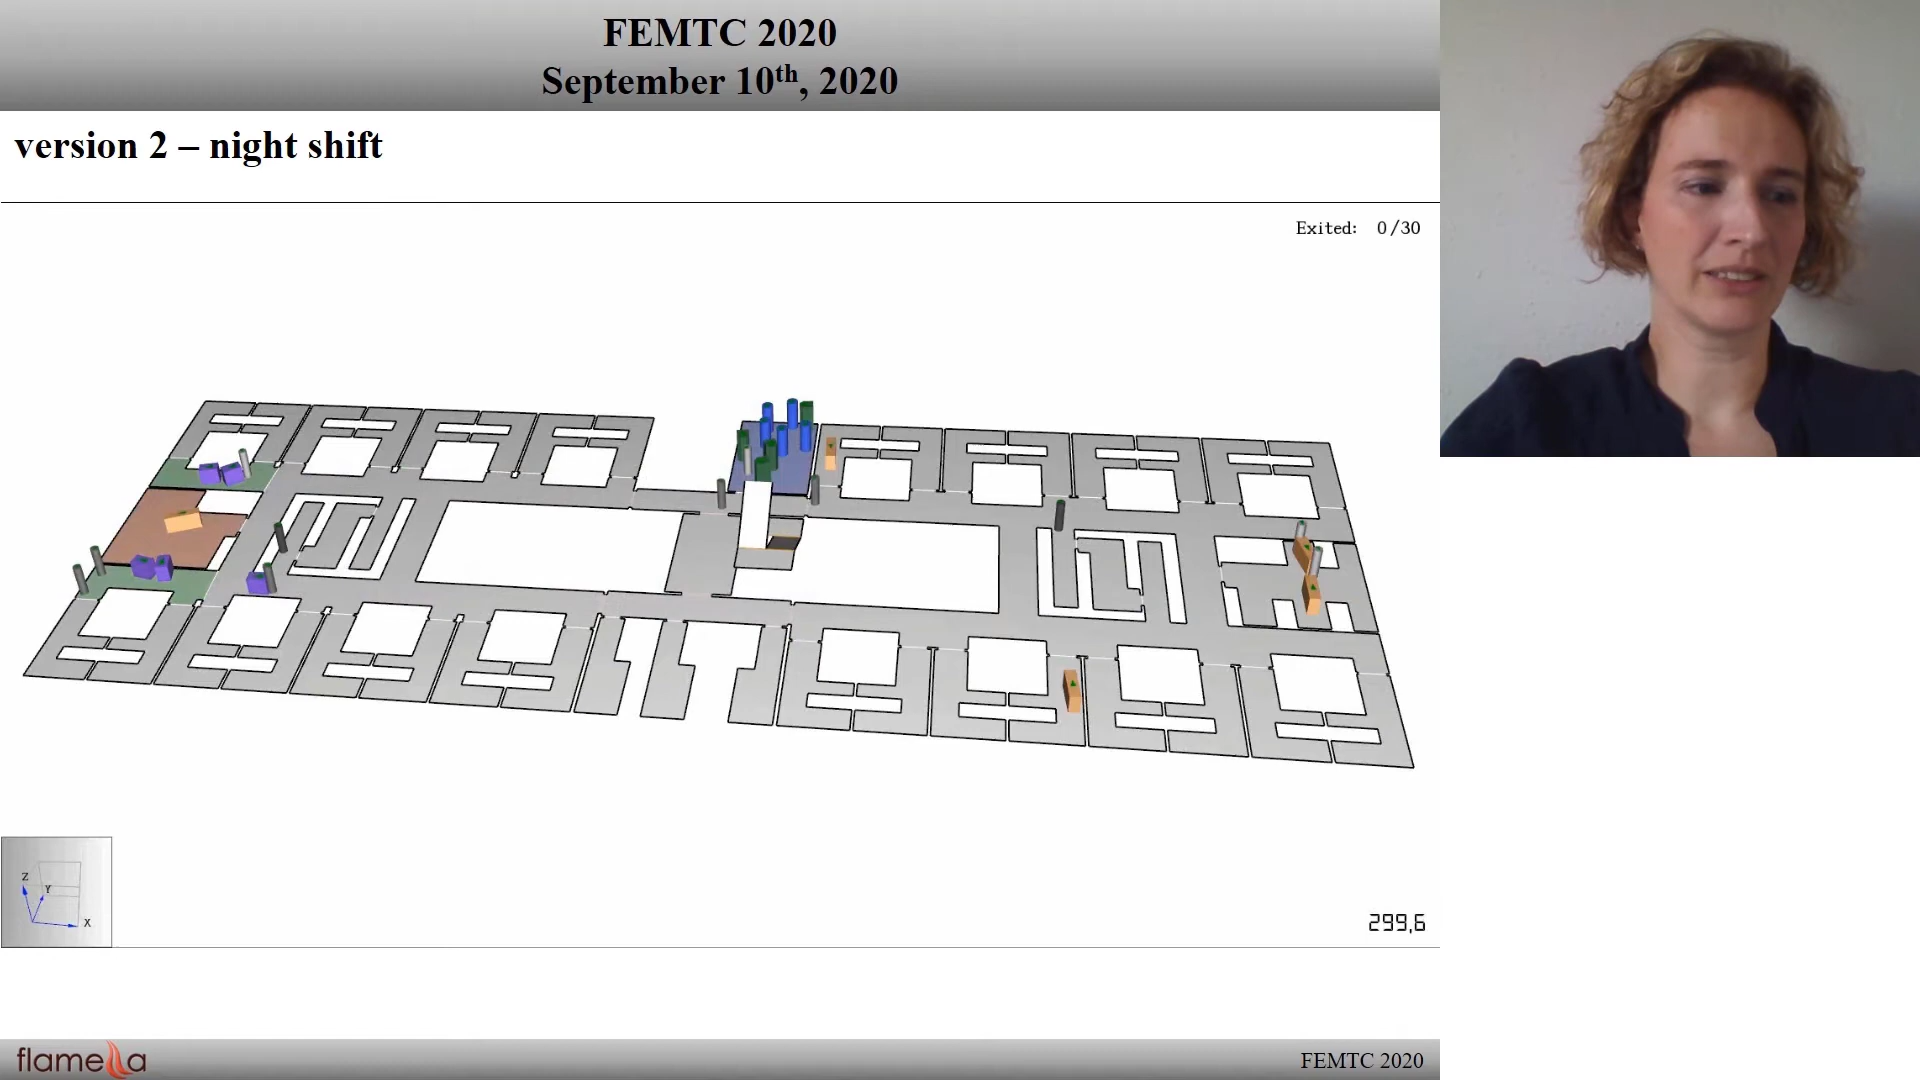 FEMTC 2020
September 10th, 2020
version 2 – night shift
Exited: 0/30
Z
Y
X
299,6
flamella
FEMTC 2020